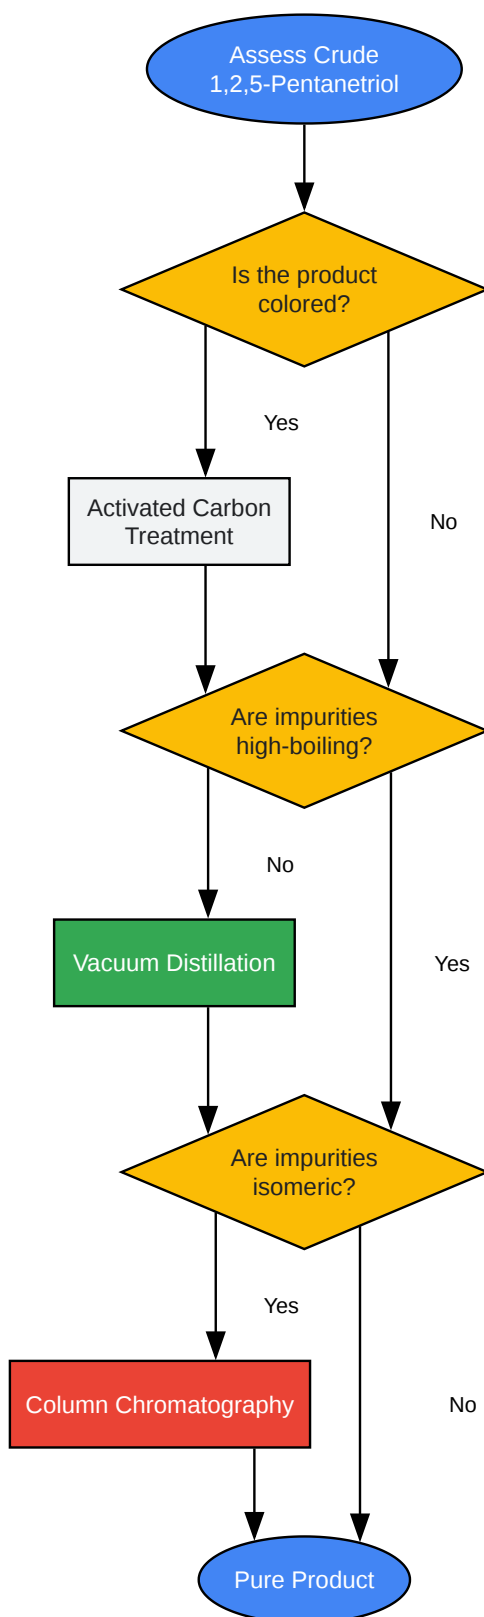 Assess Crude
1,2,5-Pentanetriol
Is the product
colored?
Yes
Activated Carbon
Treatment
No
Are impurities
high-boiling?
No
Vacuum Distillation
Yes
Are impurities
isomeric?
Yes
Column Chromatography
No
Pure Product